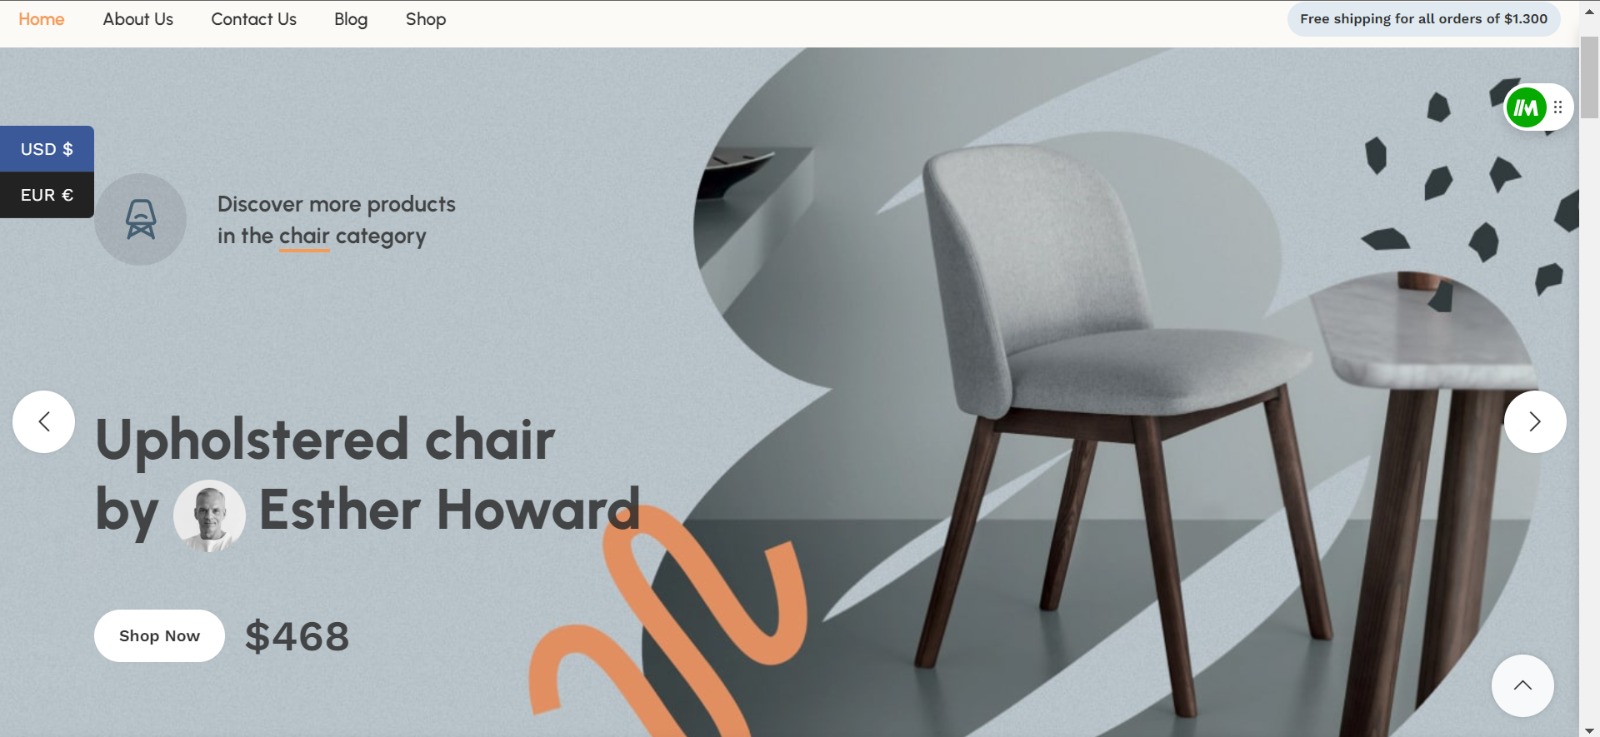 Home About Us Contact Us Blog Shop
Free shipping for all orders of $1.300
USD $
EUR €
Discover more products
in the chair category
Upholstered chair
by Esther Howard
Shop Now $468